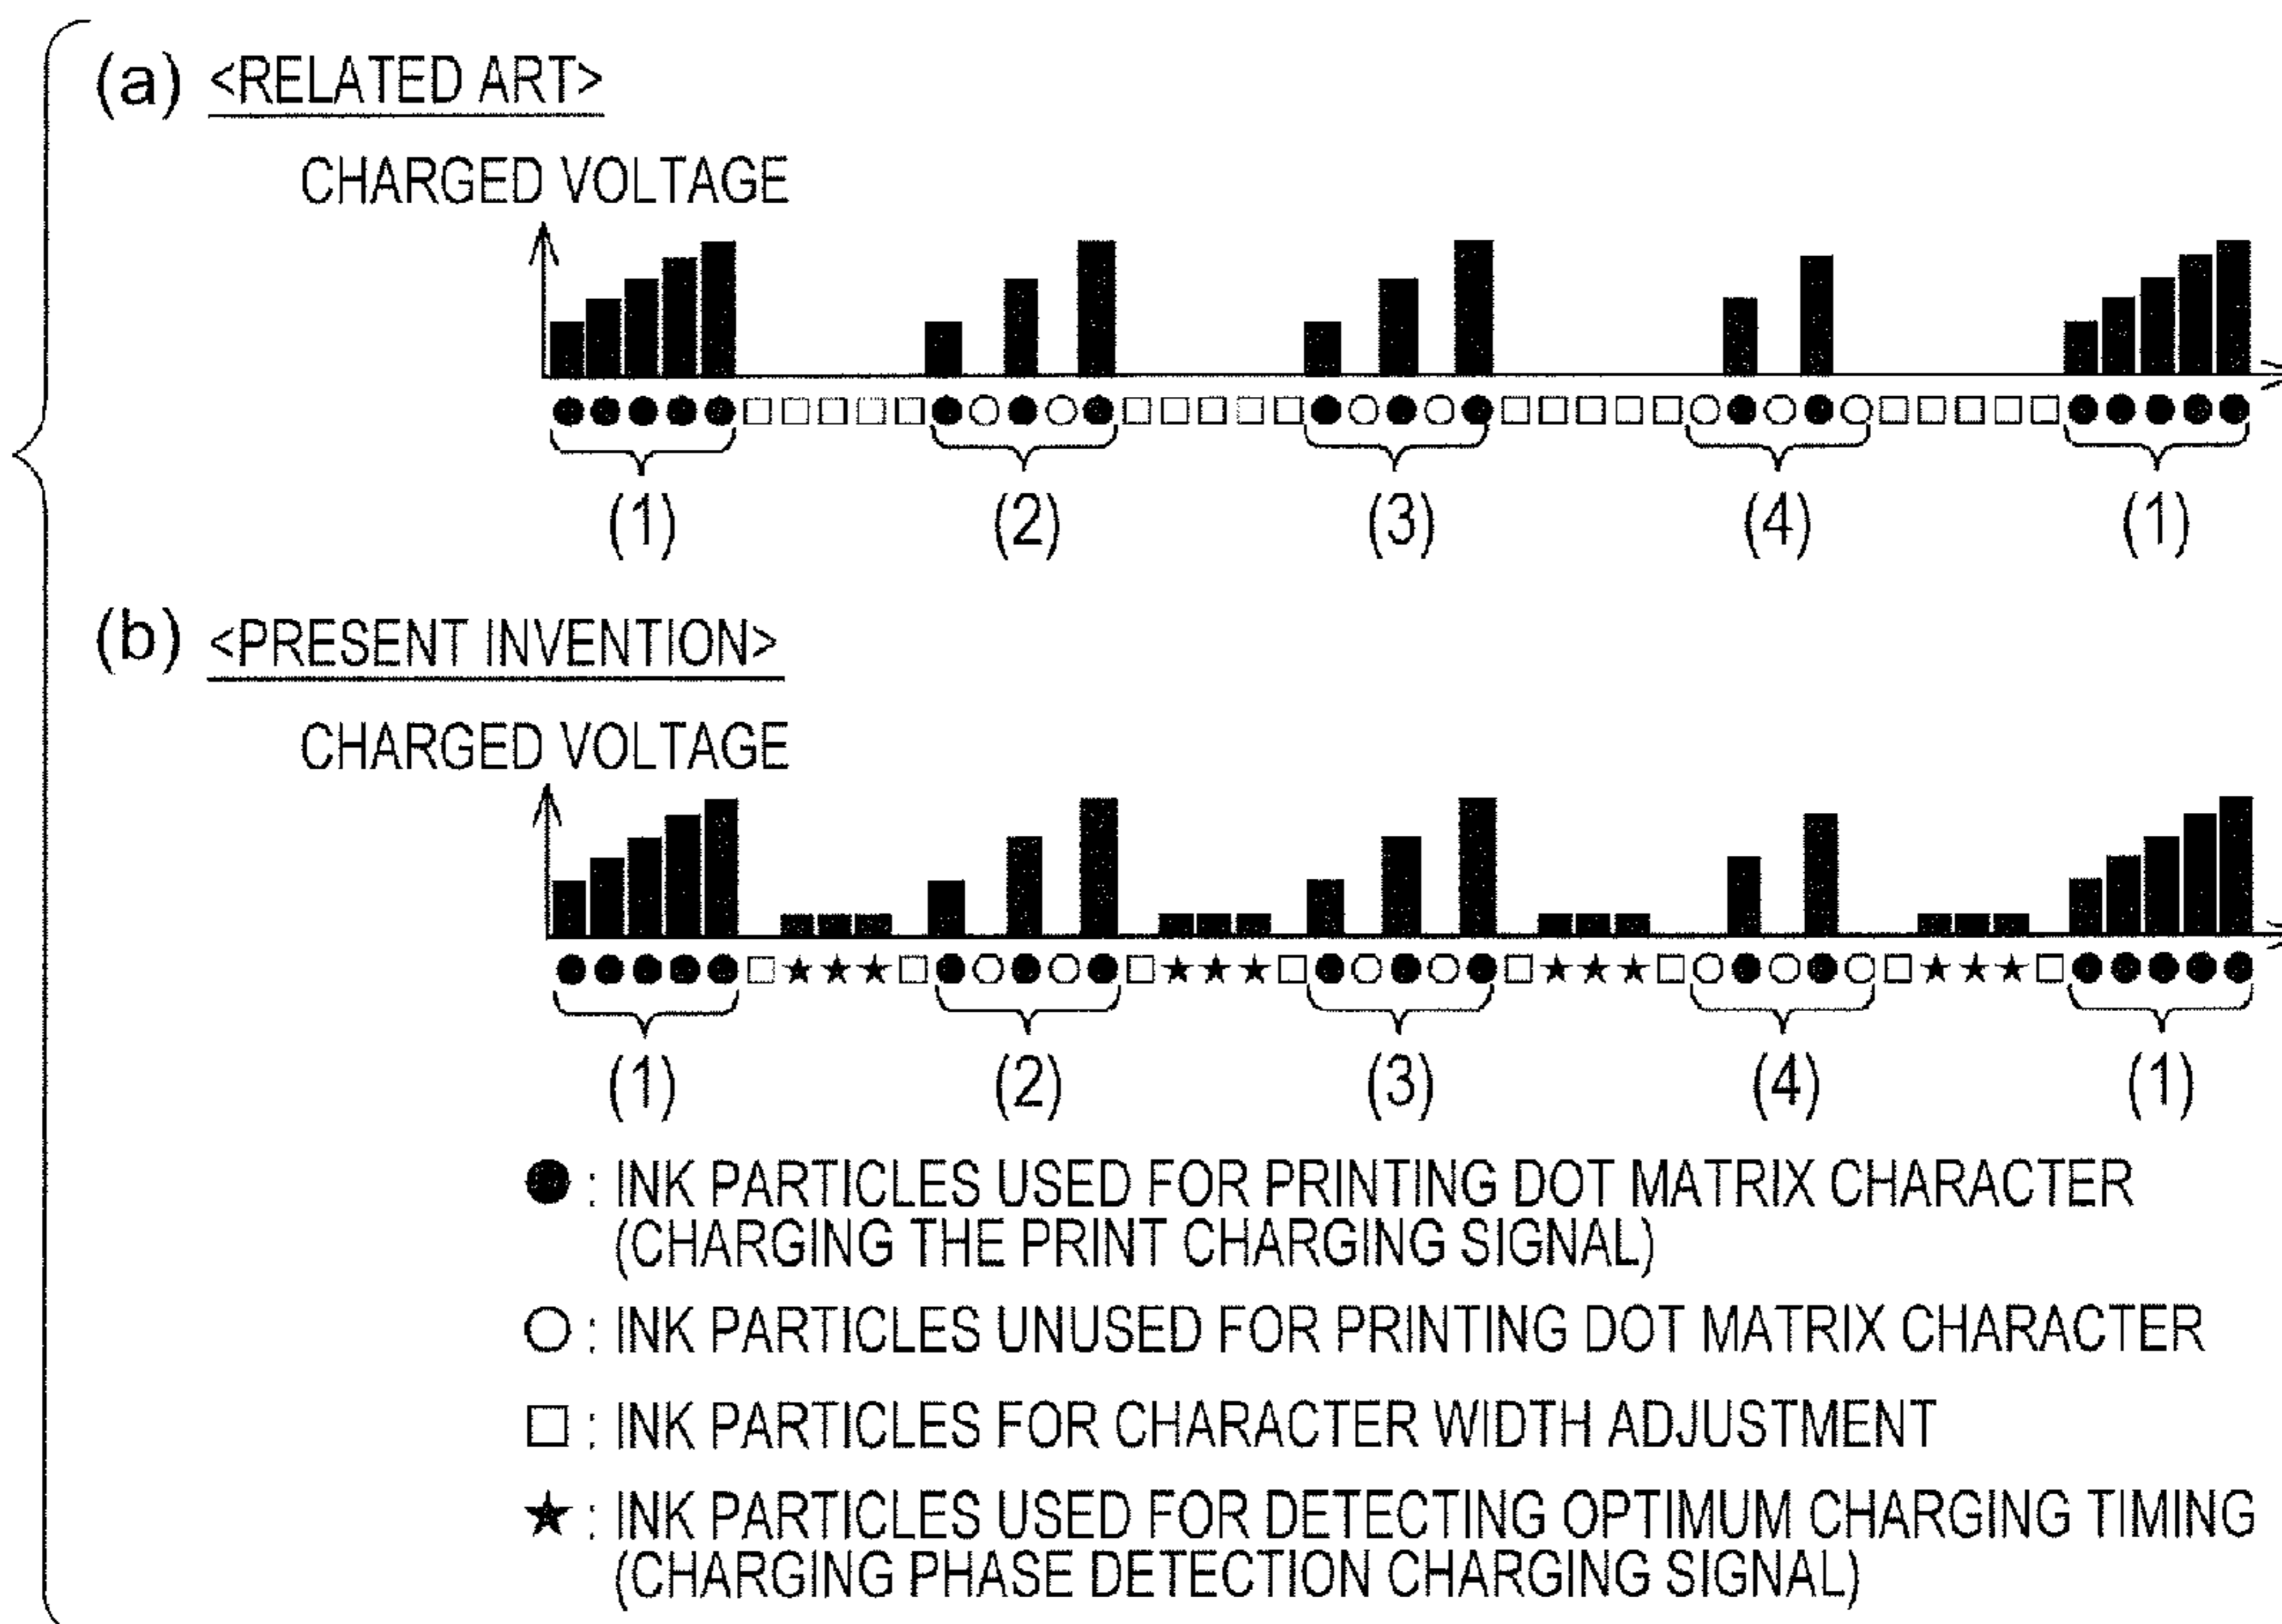 (a) <RELATED ART>
CHARGED VOLTAGE
(1) (2) (3) (4) (1)
(b) <PRESENT INVENTION>
CHARGED VOLTAGE
(1) (2) (3) (4) (1)
● : INK PARTICLES USED FOR PRINTING DOT MATRIX CHARACTER
(CHARGING THE PRINT CHARGING SIGNAL)
○ : INK PARTICLES UNUSED FOR PRINTING DOT MATRIX CHARACTER
□ : INK PARTICLES FOR CHARACTER WIDTH ADJUSTMENT
★ : INK PARTICLES USED FOR DETECTING OPTIMUM CHARGING TIMING
(CHARGING PHASE DETECTION CHARGING SIGNAL)